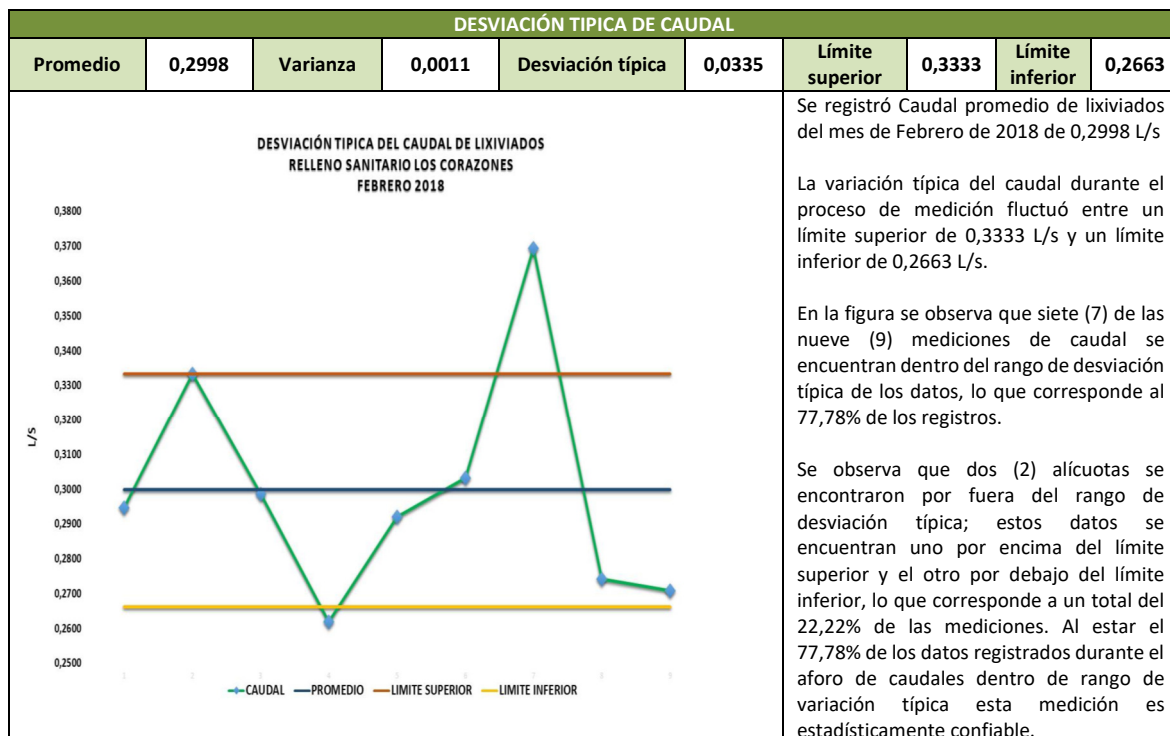 DESVIACIÓN TIPICA DE CAUDAL
Promedio 0,2998 Varianza 0,0011 Desviación típica 0,0335 Límite superior 0,3333 Límite inferior 0,2663
DESVIACIÓN TIPICA DEL CAUDAL DE LIXIVIADOS
RELLENO SANITARIO LOS CORAZONES
FEBRERO 2018
0,3800
0,3700
0,3600
0,3500
0,3400
0,3300
0,3200
0,3100
0,3000
0,2900
0,2800
0,2700
0,2600
0,2500
L/S
1 2 3 4 5 6 7 8 9
CAUDAL PROMEDIO LIMITE SUPERIOR LIMITE INFERIOR
Se registró Caudal promedio de lixiviados
del mes de Febrero de 2018 de 0,2998 L/s
La variación típica del caudal durante el
proceso de medición fluctuó entre un
límite superior de 0,3333 L/s y un límite
inferior de 0,2663 L/s.
En la figura se observa que siete (7) de las
nueve (9) mediciones de caudal se
encuentran dentro del rango de desviación
típica de los datos, lo que corresponde al
77,78% de los registros.
Se observa que dos (2) alícuotas se
encontraron por fuera del rango de
desviación típica; estos datos se
encuentran uno por encima del límite
superior y el otro por debajo del límite
inferior, lo que corresponde a un total del
22,22% de las mediciones. Al estar el
77,78% de los datos registrados durante el
aforo de caudales dentro de rango de
variación típica esta medición es
estadísticamente confiable.